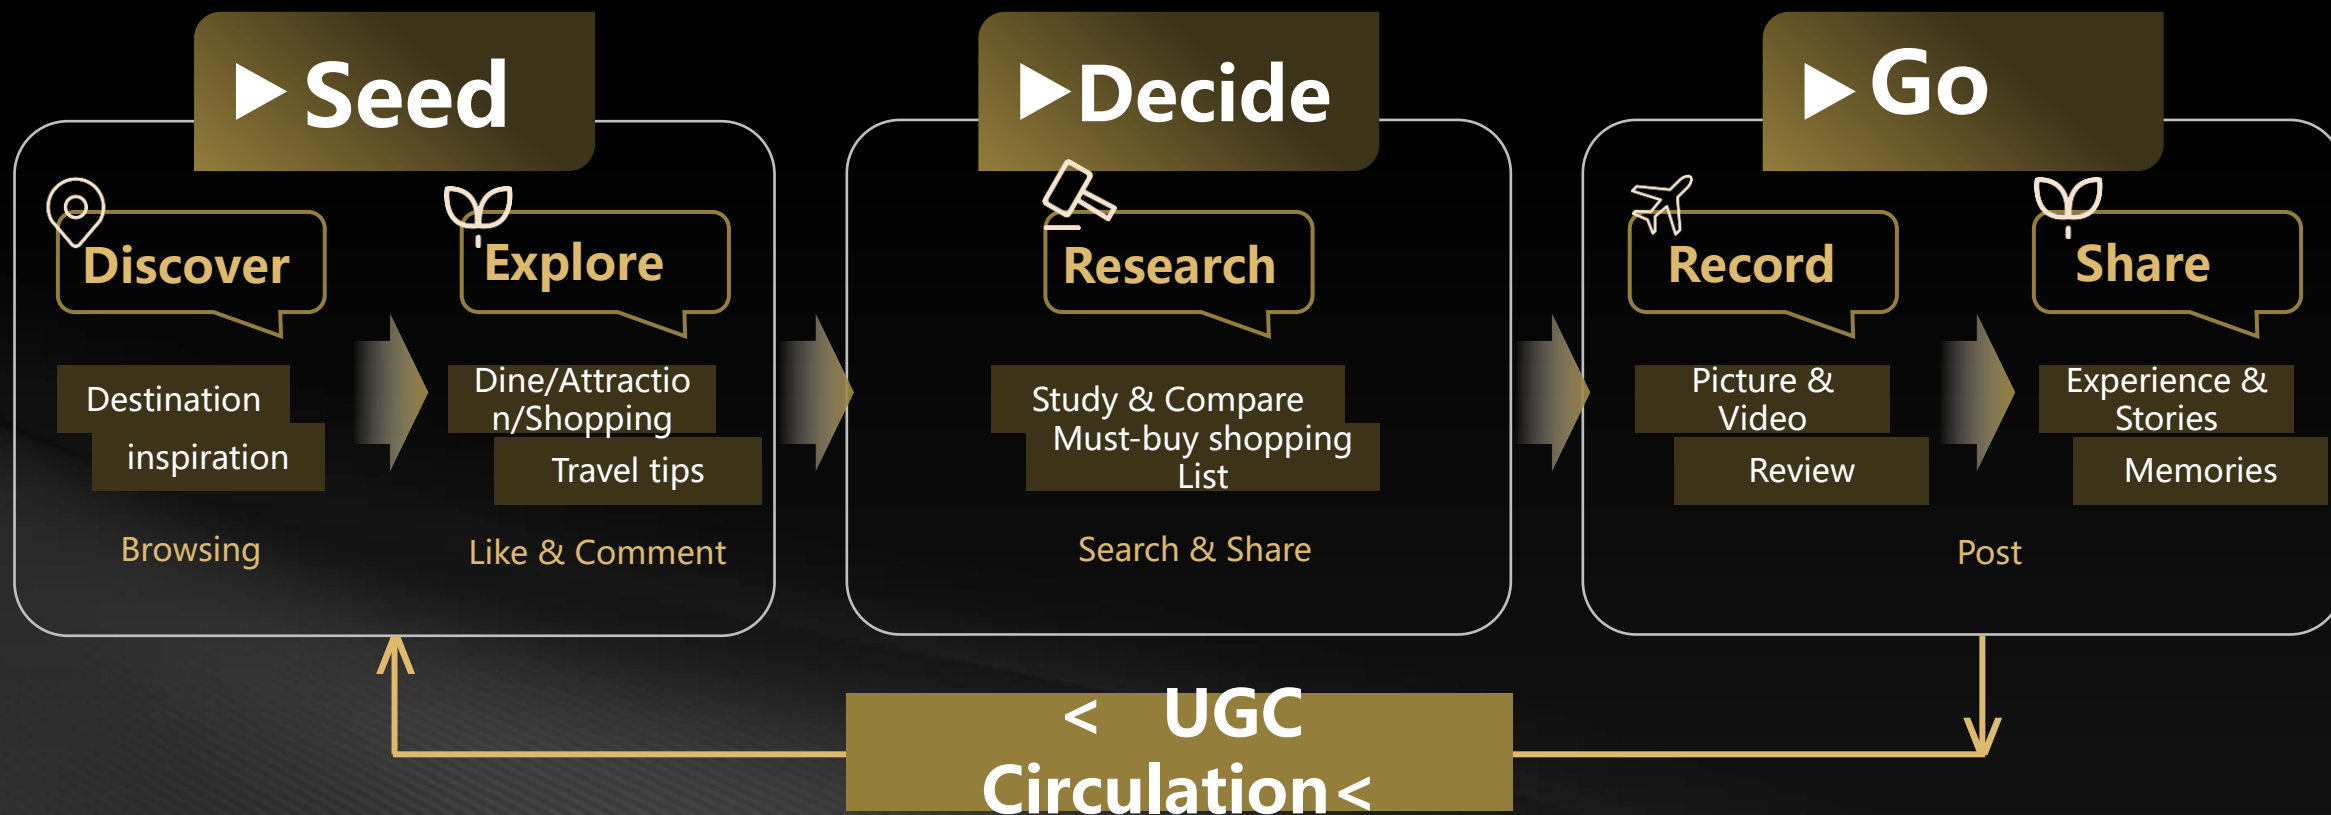 Seed
Discover
Explore
Destination
inspiration
Dine/Attractio
n/Shopping
Travel tips
Browsing
Like & Comment
Decide
Research
Study & Compare
Must-buy shopping
List
Search & Share
Go
Record
Share
Picture &
Video
Review
Experience &
Stories
Memories
Post
< UGC
Circulation<